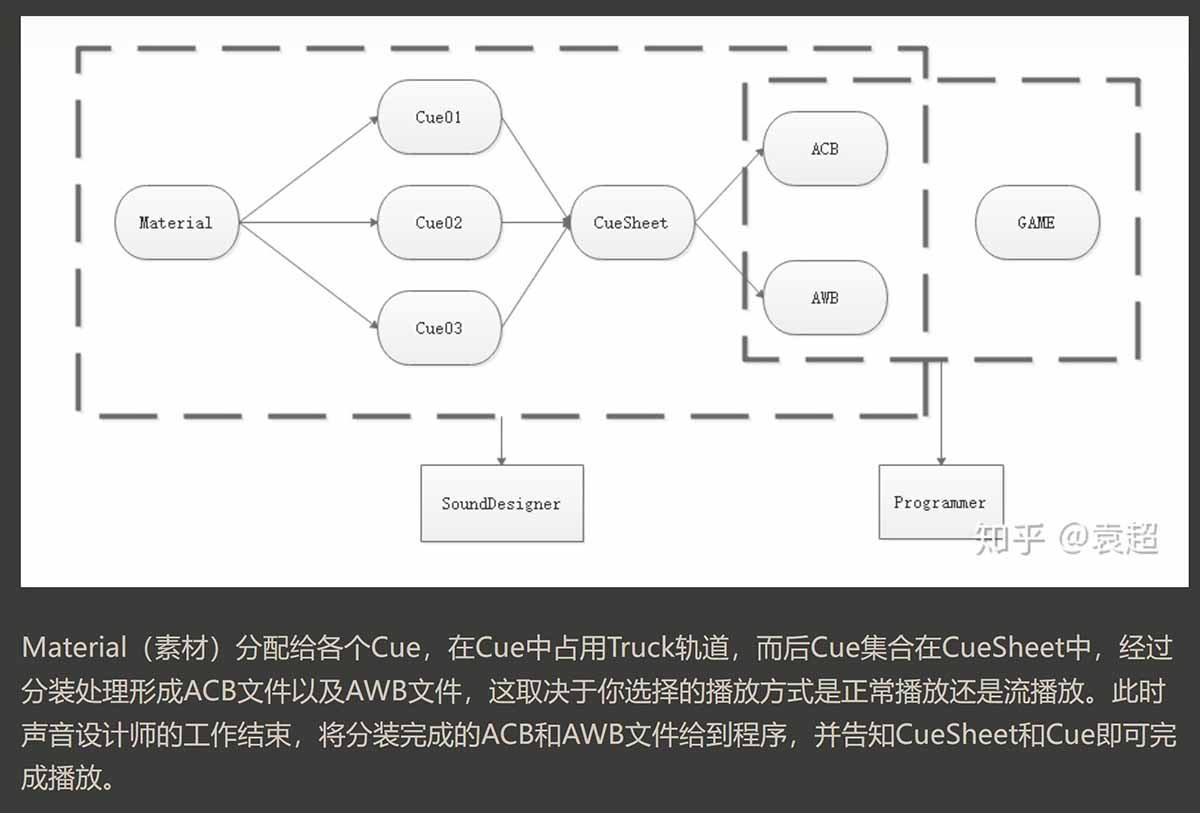 Cue01
ACB
Material
Cue02
CueSheet
GAME
AWB
Cue03
SoundDesigner
Programmer
知乎 @袁超
Material（素材）分配给各个Cue，在Cue中占用Truck轨道，而后Cue集合在CueSheet中，经过
分装处理形成ACB文件以及AWB文件，这取决于你选择的播放方式是正常播放还是流播放。此时
声音设计师的工作结束，将分装完成的ACB和AWB文件给到程序，并告知CueSheet和Cue即可完
成播放。